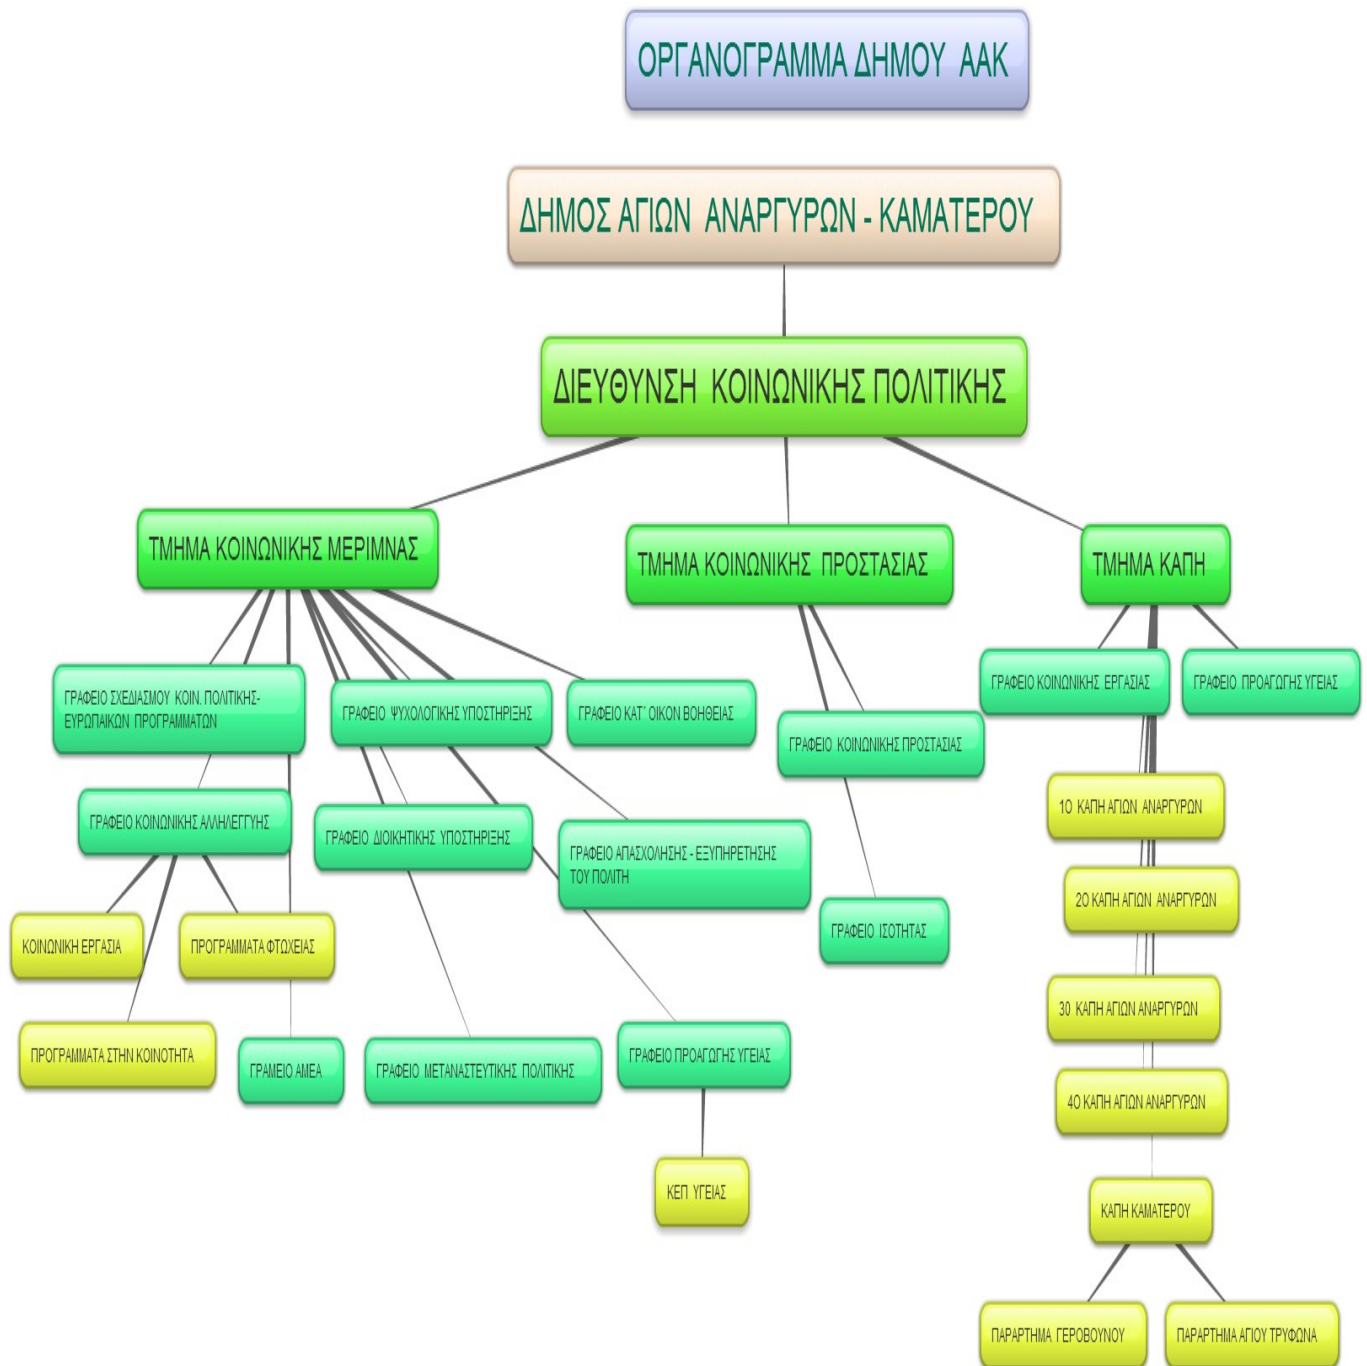 ΟΡΓΑΝΟΓΡΑΜΜΑ ΔΗΜΟΥ ΑΑΚ
ΔΗΜΟΣ ΑΓΙΩΝ ΑΝΑΡΓΥΡΩΝ - ΚΑΜΑΤΕΡΟΥ
ΔΙΕΥΘΥΝΣΗ ΚΟΙΝΩΝΙΚΗΣ ΠΟΛΙΤΙΚΗΣ
ΤΜΗΜΑ ΚΟΙΝΩΝΙΚΗΣ ΜΕΡΙΜΝΑΣ
ΤΜΗΜΑ ΚΟΙΝΩΝΙΚΗΣ ΠΡΟΣΤΑΣΙΑΣ
ΤΜΗΜΑ ΚΑΠΗ
ΓΡΑΦΕΙΟ ΣΧΕΔΙΑΣΜΟΥ ΚΟΙΝ. ΠΟΛΙΤΙΚΗΣ-
ΕΥΡΩΠΑΙΚΩΝ ΠΡΟΓΡΑΜΜΑΤΩΝ
ΓΡΑΦΕΙΟ ΨΥΧΟΛΟΓΙΚΗΣ ΥΠΟΣΤΗΡΙΞΗΣ
ΓΡΑΦΕΙΟ ΚΑΤ΄ ΟΙΚΟΝ ΒΟΗΘΕΙΑΣ
ΓΡΑΦΕΙΟ ΚΟΙΝΩΝΙΚΗΣ ΠΡΟΣΤΑΣΙΑΣ
ΓΡΑΦΕΙΟ ΚΟΙΝΩΝΙΚΗΣ ΕΡΓΑΣΙΑΣ
ΓΡΑΦΕΙΟ ΠΡΟΑΓΩΓΗΣ ΥΓΕΙΑΣ
ΓΡΑΦΕΙΟ ΚΟΙΝΩΝΙΚΗΣ ΑΛΛΗΛΕΓΓΥΗΣ
ΓΡΑΦΕΙΟ ΔΙΟΙΚΗΤΙΚΗΣ ΥΠΟΣΤΗΡΙΞΗΣ
ΓΡΑΦΕΙΟ ΑΠΑΣΧΟΛΗΣΗΣ - ΕΞΥΠΗΡΕΤΗΣΗΣ
ΤΟΥ ΠΟΛΙΤΗ
1Ο ΚΑΠΗ ΑΓΙΩΝ ΑΝΑΡΓΥΡΩΝ
2Ο ΚΑΠΗ ΑΓΙΩΝ ΑΝΑΡΓΥΡΩΝ
ΚΟΙΝΩΝΙΚΗ ΕΡΓΑΣΙΑ
ΠΡΟΓΡΑΜΜΑΤΑ ΦΤΩΧΕΙΑΣ
ΓΡΑΦΕΙΟ ΙΣΟΤΗΤΑΣ
3Ο ΚΑΠΗ ΑΓΙΩΝ ΑΝΑΡΓΥΡΩΝ
ΠΡΟΓΡΑΜΜΑΤΑ ΣΤΗΝ ΚΟΙΝΟΤΗΤΑ
ΓΡΑΜΕΙΟ ΑΜΕΑ
ΓΡΑΦΕΙΟ ΜΕΤΑΝΑΣΤΕΥΤΙΚΗΣ ΠΟΛΙΤΙΚΗΣ
ΓΡΑΦΕΙΟ ΠΡΟΑΓΩΓΗΣ ΥΓΕΙΑΣ
4Ο ΚΑΠΗ ΑΓΙΩΝ ΑΝΑΡΓΥΡΩΝ
ΚΕΠ ΥΓΕΙΑΣ
ΚΑΠΗ ΚΑΜΑΤΕΡΟΥ
ΠΑΡΑΡΤΗΜΑ ΓΕΡΟΒΟΥΝΟΥ
ΠΑΡΑΡΤΗΜΑ ΑΓΙΟΥ ΤΡΥΦΩΝΑ